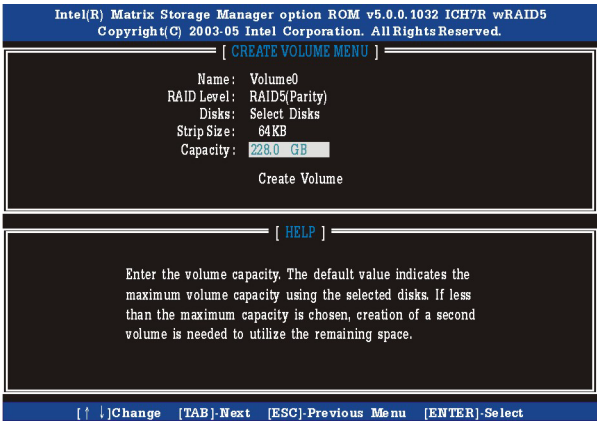 Intel(R) Matrix Storage Manager option ROM v5.0.0.1032 ICH7R wRAID5
Copyright(C) 2003-05 Intel Corporation. All Rights Reserved.
[ CREATE VOLUME MENU ]
Name: Volume0
RAID Level: RAID5(Parity)
Disks: Select Disks
Strip Size: 64KB
Capacity: 228.0 GB
Create Volume
[ HELP ]
Enter the volume capacity. The default value indicates the
maximum volume capacity using the selected disks. If less
than the maximum capacity is chosen, creation of a second
volume is needed to utilize the remaining space.
[↑ ↓]Change [TAB]-Next [ESC]-Previous Menu [ENTER]-Select